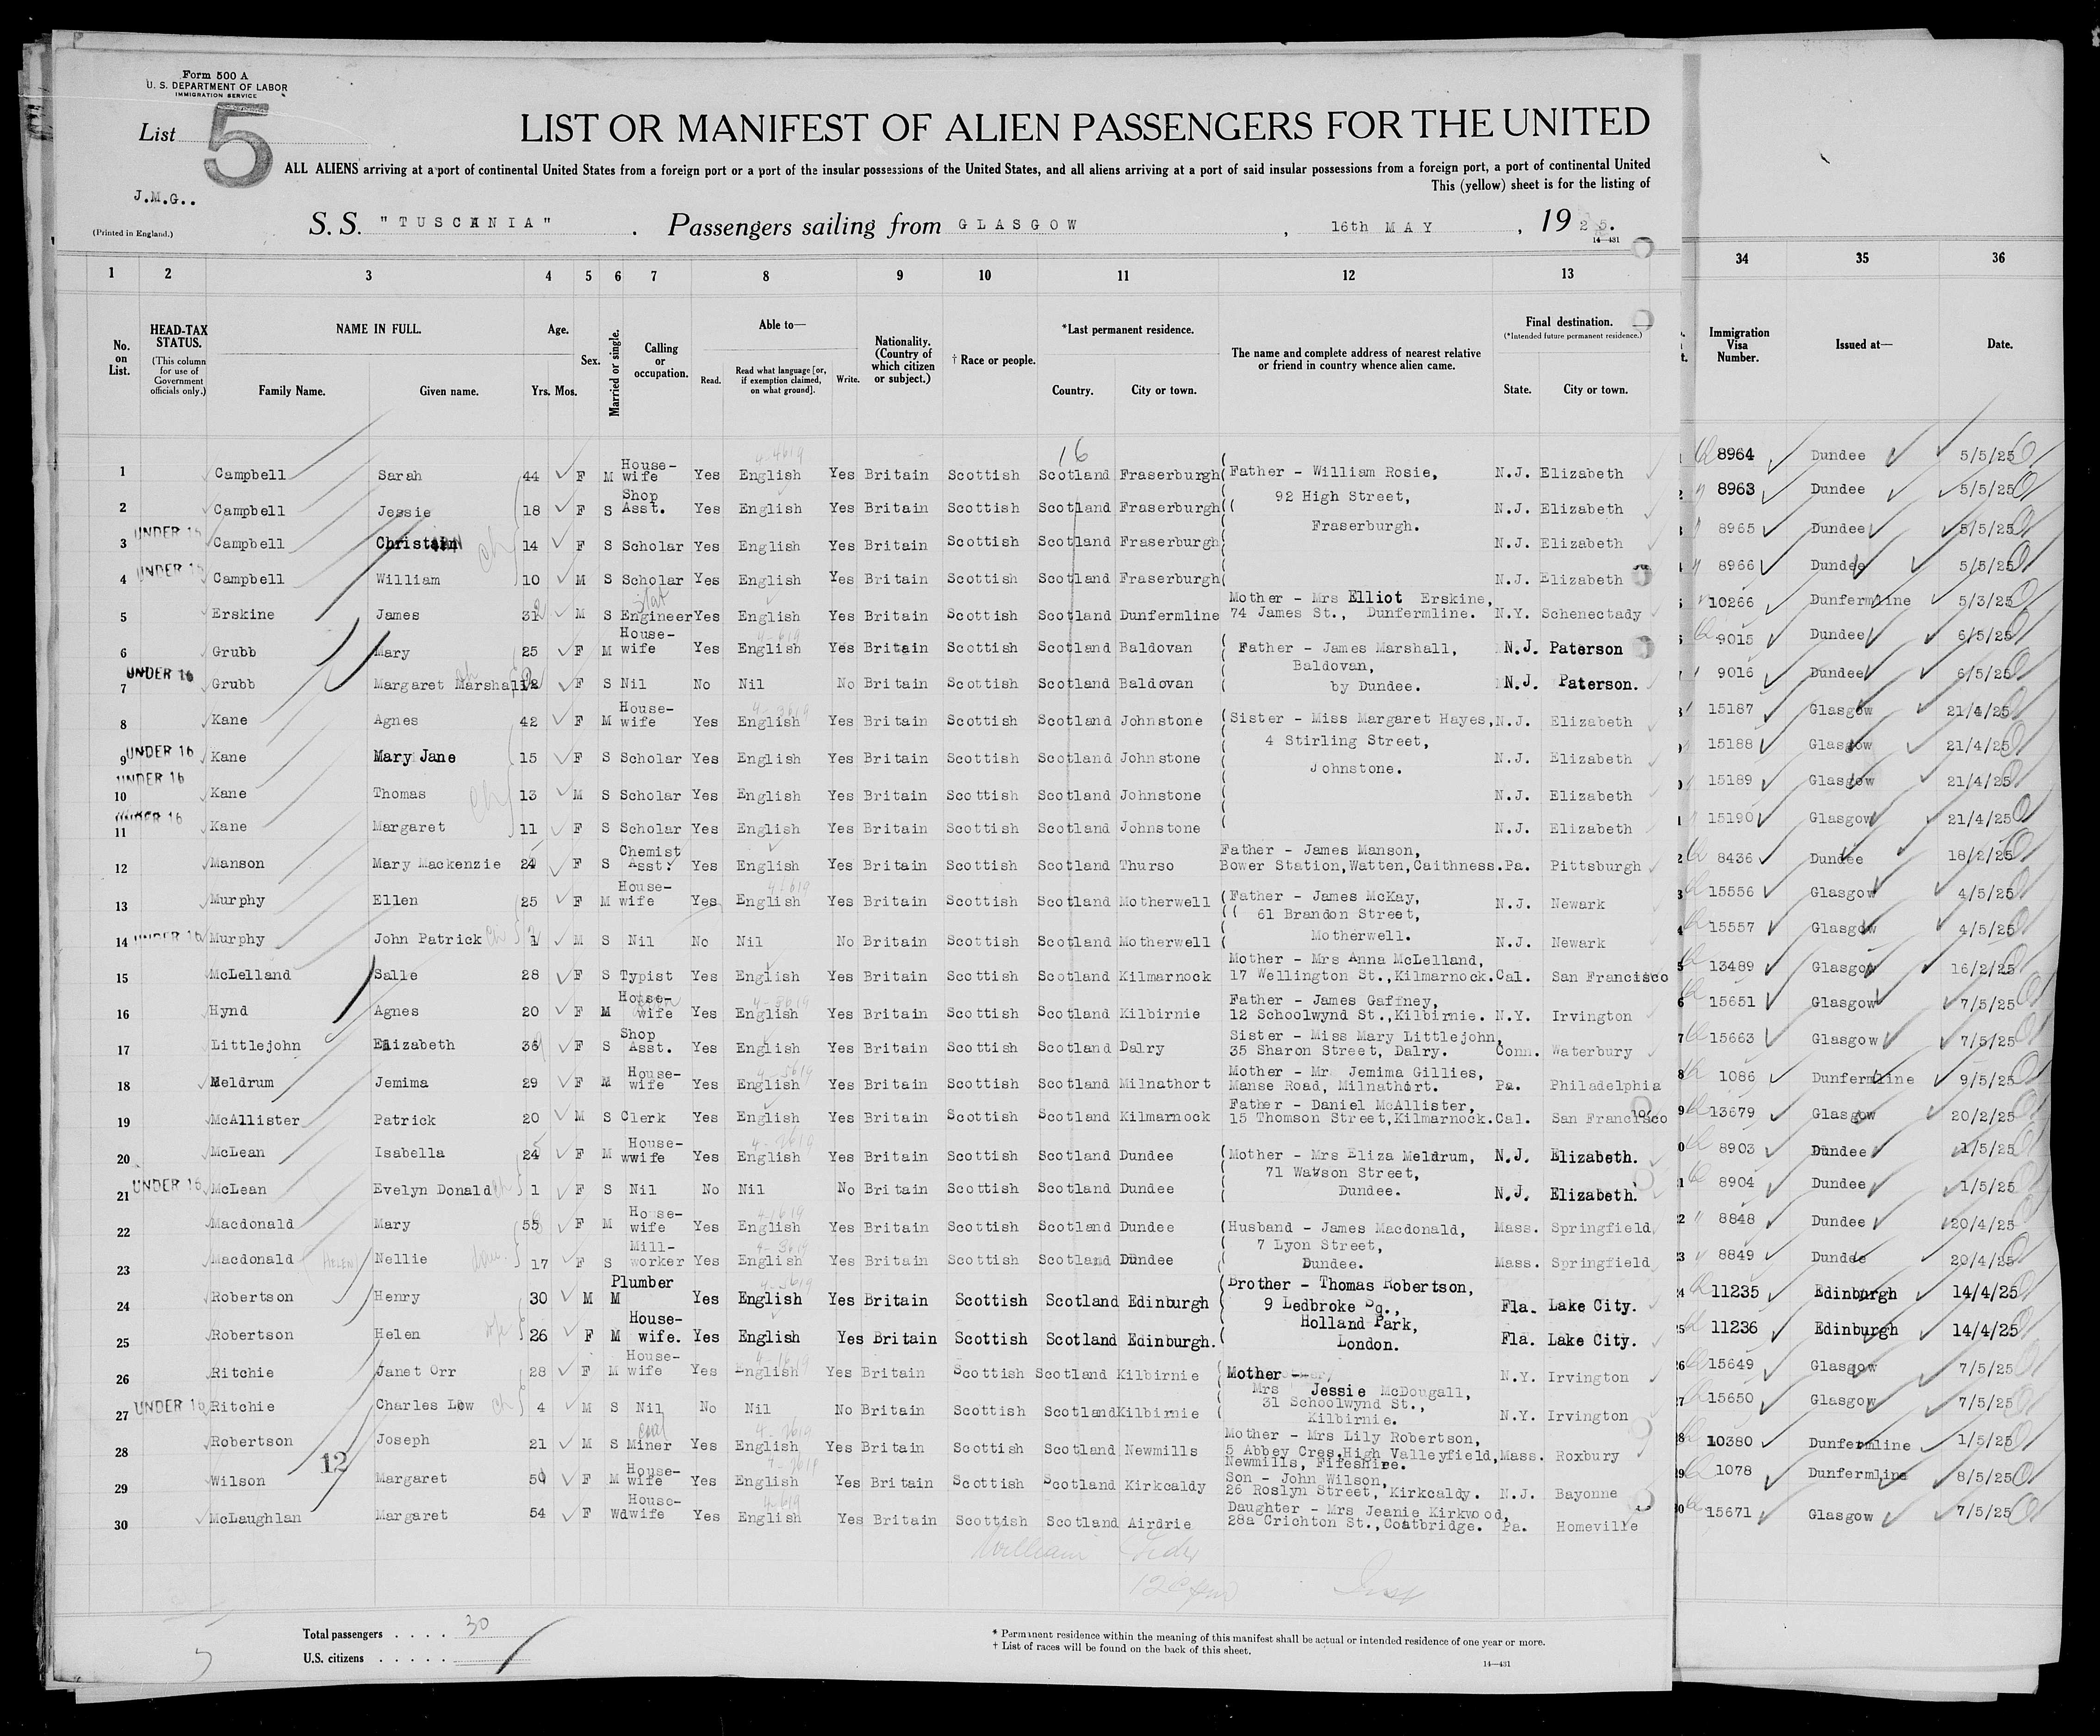 Form 500 A
U. S. DEPARTMENT OF LABOR
IMMIGRATION SERVICE
List 5
LIST OR MANIFEST OF ALIEN PASSENGERS FOR THE UNITED
ALL ALIENS arriving at a port of continental United States from a foreign port or a port of the insular possessions of the United States, and all aliens arriving at a port of said insular possessions from a foreign port, a port of continental United
This (yellow) sheet is for the listing of
J.M.G..
(Printed in England.)
S. S. "TUSCANIA" . Passengers sailing from GLASGOW , 16th MAY , 19 25.
14—431
1 2 3 4 5 6 7 8 9 10 11 12 13 34 35 36
No. on List.
HEAD-TAX STATUS. (This column for use of Government officials only.)
NAME IN FULL. Family Name. Given name.
Age. Yrs. Mos.
Sex.
Married or single.
Calling or occupation.
Able to— Read. Read what language [or, if exemption claimed, on what ground]. Write.
Nationality. (Country of which citizen or subject.)
† Race or people.
*Last permanent residence. Country. City or town.
The name and complete address of nearest relative or friend in country whence alien came.
Final destination. (*Intended future permanent residence.) State. City or town.
Immigration Visa Number.
Issued at—
Date.
16
1 Campbell Sarah 44 F M House-wife Yes English Yes Britain Scottish Scotland Fraserburgh Father - William Rosie, N.J. Elizabeth 8964 Dundee 5/5/25
2 Campbell Jessie 18 F S Shop Asst. Yes English Yes Britain Scottish Scotland Fraserburgh 92 High Street, N.J. Elizabeth 8963 Dundee 5/5/25
UNDER 16 3 Campbell Christian 14 F S Scholar Yes English Yes Britain Scottish Scotland Fraserburgh Fraserburgh. N.J. Elizabeth 8965 Dundee 5/5/25
UNDER 16 4 Campbell William 10 M S Scholar Yes English Yes Britain Scottish Scotland Fraserburgh N.J. Elizabeth 8966 Dundee 5/5/25
5 Erskine James M S Engineer Yes English Yes Britain Scottish Scotland Dunfermline Mother - Mrs Elliot Erskine, 74 James St., Dunfermline. N.Y. Schenectady 10266 Dunfermline 5/3/25
6 Grubb Mary 25 F M House-wife Yes English Yes Britain Scottish Scotland Baldovan Father - James Marshall, N.J. Paterson 9015 Dundee 6/5/25
UNDER 16 7 Grubb Margaret Marshall F S Nil No Nil No Britain Scottish Scotland Baldovan Baldovan, by Dundee. N.J. Paterson. 9016 Dundee 6/5/25
8 Kane Agnes 42 F M House-wife Yes English Yes Britain Scottish Scotland Johnstone Sister - Miss Margaret Hayes, N.J. Elizabeth 15187 Glasgow 21/4/25
UNDER 16 9 Kane Mary Jane 15 F S Scholar Yes English Yes Britain Scottish Scotland Johnstone 4 Stirling Street, N.J. Elizabeth 15188 Glasgow 21/4/25
UNDER 16 10 Kane Thomas 13 M S Scholar Yes English Yes Britain Scottish Scotland Johnstone Johnstone. N.J. Elizabeth 15189 Glasgow 21/4/25
UNDER 16 11 Kane Margaret 11 F S Scholar Yes English Yes Britain Scottish Scotland Johnstone N.J. Elizabeth 15190 Glasgow 21/4/25
12 Manson Mary Mackenzie F S Chemist Asst. Yes English Yes Britain Scottish Scotland Thurso Father - James Manson, Bower Station, Watten, Caithness. Pa. Pittsburgh 8436 Dundee 18/2/25
13 Murphy Ellen 25 F M House-wife Yes English Yes Britain Scottish Scotland Motherwell Father - James McKay, 61 Brandon Street, N.J. Newark 15556 Glasgow 4/5/25
UNDER 16 14 Murphy John Patrick M S Nil No Nil No Britain Scottish Scotland Motherwell Motherwell. N.J. Newark 15557 Glasgow 4/5/25
15 McLelland Salle 28 F S Typist Yes English Yes Britain Scottish Scotland Kilmarnock Mother - Mrs Anna McLelland, 17 Wellington St., Kilmarnock. Cal. San Francisco 13489 Glasgow 16/2/25
16 Hynd Agnes 20 F M House-wife Yes English Yes Britain Scottish Scotland Kilbirnie Father - James Gaffney, 12 Schoolwynd St., Kilbirnie. N.Y. Irvington 15651 Glasgow 7/5/25
17 Littlejohn Elizabeth F S Shop Asst. Yes English Yes Britain Scottish Scotland Dalry Sister - Miss Mary Littlejohn, 35 Sharon Street, Dalry. Conn. Waterbury 15663 Glasgow 7/5/25
18 Meldrum Jemima 29 F M House-wife Yes English Yes Britain Scottish Scotland Milnathort Mother - Mr Jemima Gillies, Manse Road, Milnathort. Pa. Philadelphia 1086 Dunfermline 9/5/25
19 McAllister Patrick 20 M S Clerk Yes English Yes Britain Scottish Scotland Kilmarnock Father - Daniel McAllister, 15 Thomson Street, Kilmarnock. Cal. San Francisco 13679 Glasgow 20/2/25
20 McLean Isabella 24 F M House-wwife Yes English Yes Britain Scottish Scotland Dundee Mother - Mrs Eliza Meldrum, N.J. Elizabeth. 8903 Dundee 1/5/25
UNDER 16 21 McLean Evelyn Donald 1 F S Nil No Nil No Britain Scottish Scotland Dundee 71 Watson Street, Dundee. N.J. Elizabeth. 8904 Dundee 1/5/25
22 Macdonald Mary 55 F M House-wife Yes English Yes Britain Scottish Scotland Dundee Husband - James Macdonald, Mass. Springfield 8848 Dundee 20/4/25
23 Macdonald (HELEN) Nellie 17 F S Mill-worker Yes English Yes Britain Scottish Scotland Dundee 7 Lyon Street, Dundee. Mass. Springfield 8849 Dundee 20/4/25
24 Robertson Henry 30 M M Plumber Yes English Yes Britain Scottish Scotland Edinburgh Brother - Thomas Robertson, 9 Ledbroke Sq., Fla. Lake City. 11235 Edinburgh 14/4/25
25 Robertson Helen wife 26 F M House-wife. Yes English Yes Britain Scottish Scotland Edinburgh. Holland Park, London. Fla. Lake City. 11236 Edinburgh 14/4/25
26 Ritchie Janet Orr 28 F M House-wife Yes English Yes Britain Scottish Scotland Kilbirnie Mother - Mrs Jessie McDougall, N.Y. Irvington 15649 Glasgow 7/5/25
UNDER 16 27 Ritchie Charles Low ch 4 M S Nil No Nil No Britain Scottish Scotland Kilbirnie 31 Schoolwynd St., Kilbirnie. N.Y. Irvington 15650 Glasgow 7/5/25
28 Robertson Joseph 21 M S coal Miner Yes English Yes Britain Scottish Scotland Newmills Mother - Mrs Lily Robertson, 5 Abbey Cres. High Valleyfield, Newmills, Fifeshire. Mass. Roxbury 10380 Dunfermline 1/5/25
12
29 Wilson Margaret F M House-wife Yes English Yes Britain Scottish Scotland Kirkcaldy Son - John Wilson, 26 Roslyn Street, Kirkcaldy. N.J. Bayonne 1078 Dunfermline 8/5/25
30 McLaughlan Margaret 54 F Wd House-wife Yes English Yes Britain Scottish Scotland Airdrie Daughter - Mrs Jeanie Kirkwood, 28a Crichton St., Coatbridge. Pa. Homeville 15671 Glasgow 7/5/25
William
Total passengers . . . . 30
U.S. citizens . . . . .
* Permanent residence within the meaning of this manifest shall be actual or intended residence of one year or more.
† List of races will be found on the back of this sheet.
14—431